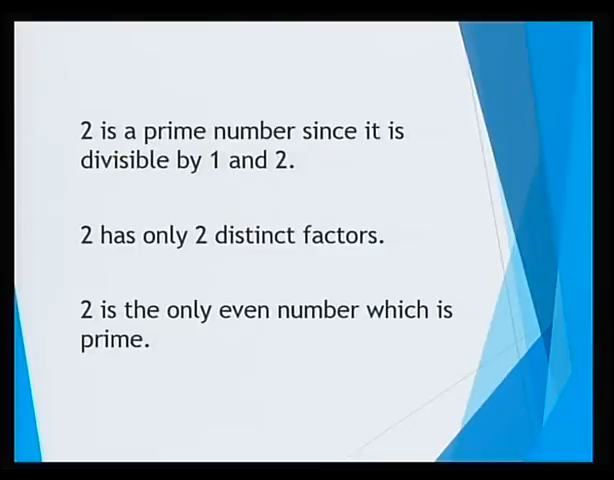 2 is a prime number since it is
divisible by 1 and 2.
2 has only 2 distinct factors.
2 is the only even number which is
prime.